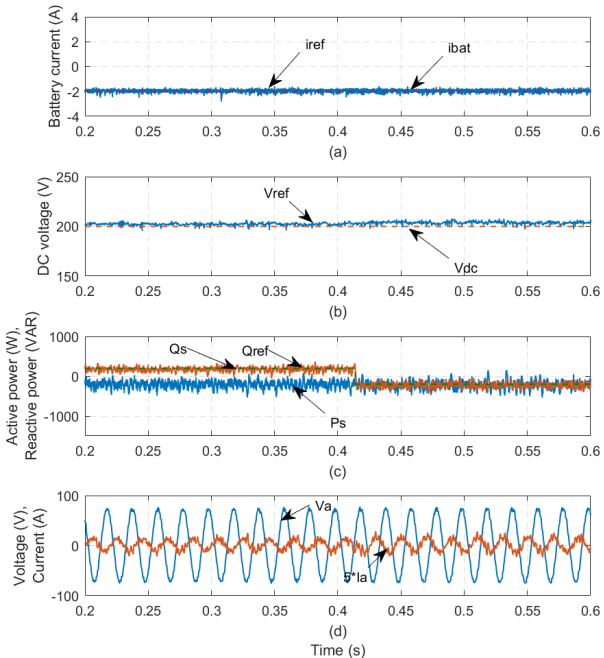 4
2
0
-2
-4
Battery current (A)
iref
ibat
0.2 0.25 0.3 0.35 0.4 0.45 0.5 0.55 0.6
(a)
250
200
150
DC voltage (V)
Vref
Vdc
0.2 0.25 0.3 0.35 0.4 0.45 0.5 0.55 0.6
(b)
1000
0
-1000
Active power (W),
Reactive power (VAR)
Qs
Qref
Ps
0.2 0.25 0.3 0.35 0.4 0.45 0.5 0.55 0.6
(c)
100
0
-100
Voltage (V),
Current (A)
Va
5*Ia
0.2 0.25 0.3 0.35 0.4 0.45 0.5 0.55 0.6
(d)
Time (s)